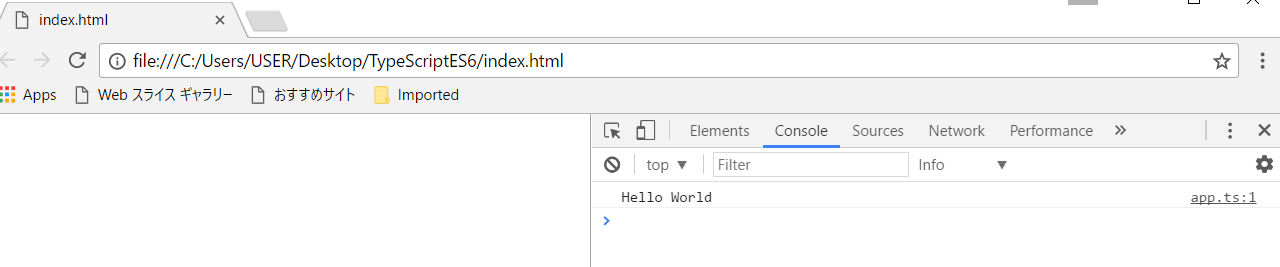 index.html
file:///C:/Users/USER/Desktop/TypeScriptES6/index.html
Apps Web スライス ギャラリー おすすめサイト Imported
Elements Console Sources Network Performance »
top ▼ Filter Info ▼
Hello World app.ts:1
>